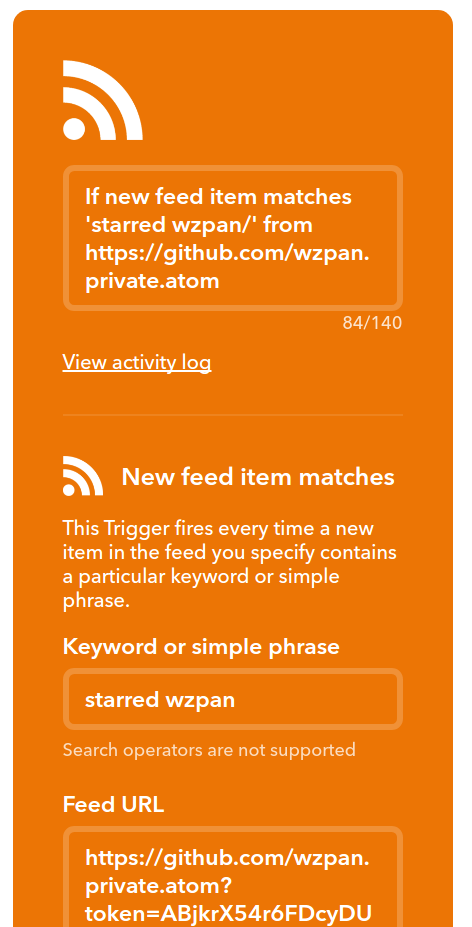 If new feed item matches
'starred wzpan/' from
https://github.com/wzpan.
private.atom
84/140
View activity log
New feed item matches
This Trigger fires every time a new
item in the feed you specify contains
a particular keyword or simple
phrase.
Keyword or simple phrase
starred wzpan
Search operators are not supported
Feed URL
https://github.com/wzpan.
private.atom?
token=ABjkrX54r6FDcyDU